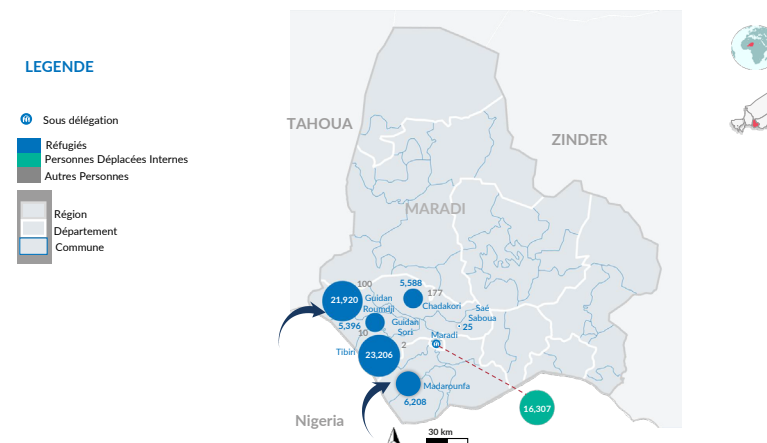 LEGENDE
Sous délégation
Réfugiés
Personnes Déplacées Internes
Autres Personnes
Région
Département
Commune
TAHOUA
ZINDER
MARADI
100
21,920
Guidan
Roumdji
5,588
177
Chadakori
Saé
Saboua
25
5,396
10
Guidan
Sori
Maradi
2
Tibiri
23,206
Madarounfa
6,208
16,307
Nigeria
30 km